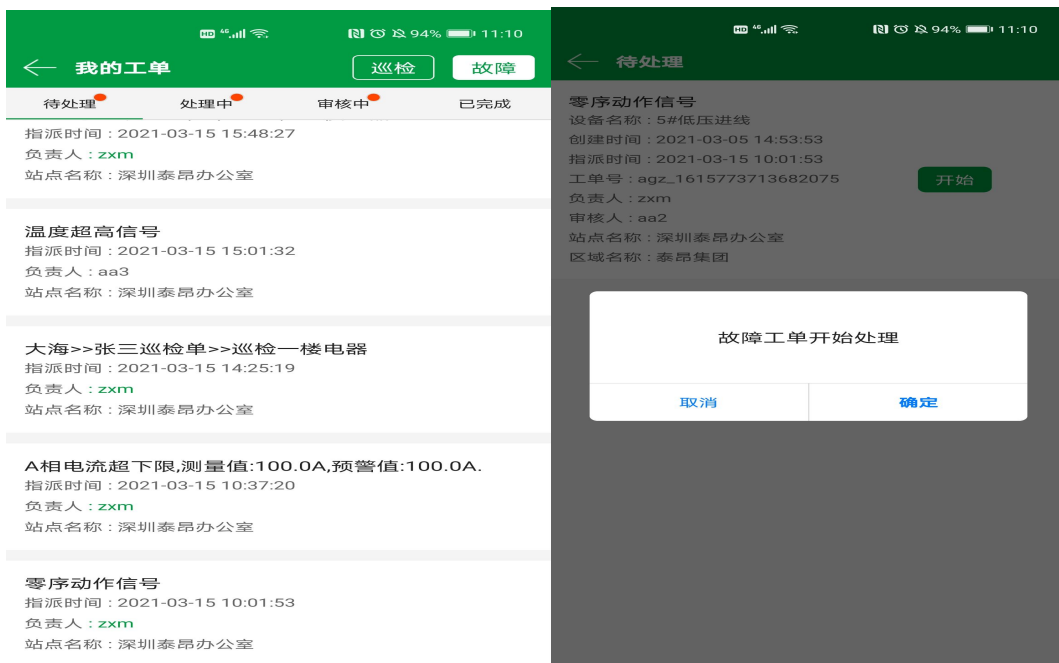 HD 46 94% 11:10
我的工单
巡检
故障
待处理
处理中
审核中
已完成
指派时间：2021-03-15 15:48:27
负责人：zxm
站点名称：深圳泰昂办公室
温度超高信号
指派时间：2021-03-15 15:01:32
负责人：aa3
站点名称：深圳泰昂办公室
大海>>张三巡检单>>巡检一楼电器
指派时间：2021-03-15 14:25:19
负责人：zxm
站点名称：深圳泰昂办公室
A相电流超下限,测量值:100.0A,预警值:100.0A.
指派时间：2021-03-15 10:37:20
负责人：zxm
站点名称：深圳泰昂办公室
零序动作信号
指派时间：2021-03-15 10:01:53
负责人：zxm
站点名称：深圳泰昂办公室
HD 46 94% 11:10
待处理
零序动作信号
设备名称：5#低压进线
创建时间：2021-03-05 14:53:53
指派时间：2021-03-15 10:01:53
工单号：agz_1615773713682075
开始
负责人：zxm
审核人：aa2
站点名称：深圳泰昂办公室
区域名称：泰昂集团
故障工单开始处理
取消
确定